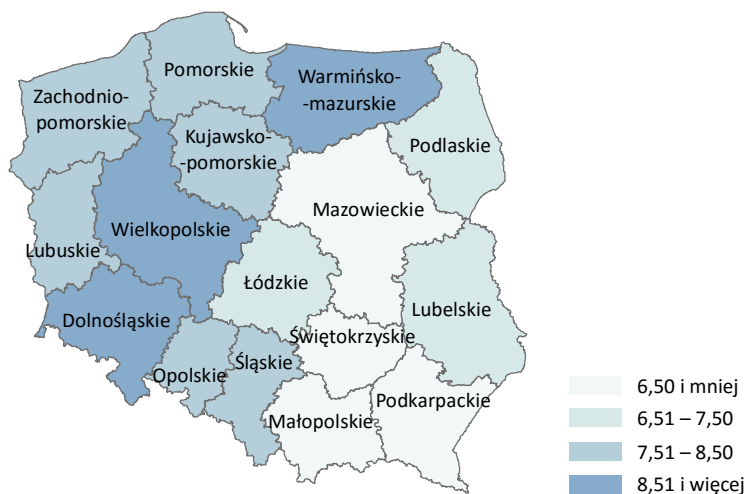 Pomorskie
Warmińsko-
-mazurskie
Zachodnio-
pomorskie
Kujawsko-
-pomorskie
Podlaskie
Mazowieckie
Wielkopolskie
Lubuskie
Łódzkie
Lubelskie
Dolnośląskie
Świętokrzyskie
Opolskie
Śląskie
Podkarpackie
Małopolskie
6,50 i mniej
6,51 – 7,50
7,51 – 8,50
8,51 i więcej